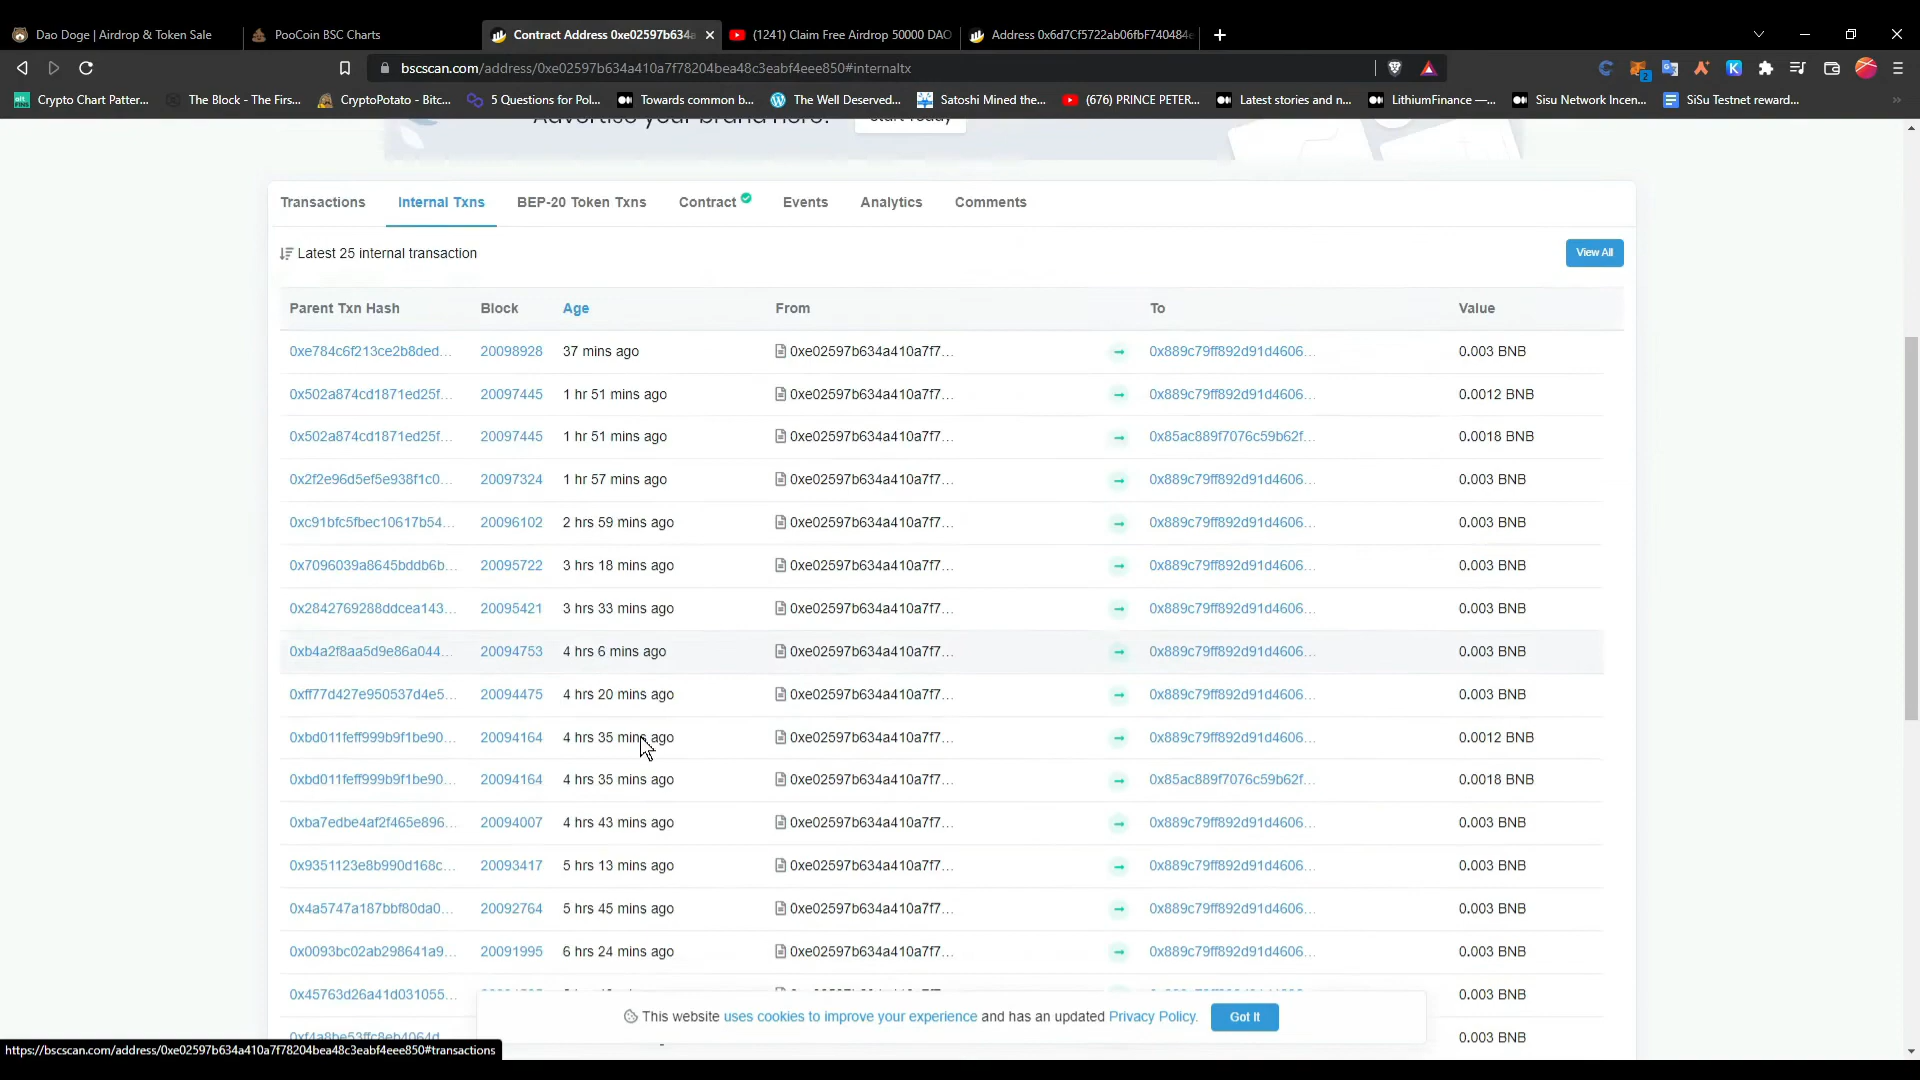 Dao Doge | Airdrop & Token Sale
PooCoin BSC Charts
Contract Address 0xe02597b634a
(1241) Claim Free Airdrop 50000 DAO
Address 0x6d7Cf5722ab06fbF740484e
bscscan.com/address/0xe02597b634a410a7f78204bea48c3eabf4eee850#internaltx
2
Crypto Chart Patter...
The Block - The Firs...
CryptoPotato - Bitc...
5 Questions for Pol...
Towards common b...
The Well Deserved...
Satoshi Mined the...
(676) PRINCE PETER...
Latest stories and n...
LithiumFinance —...
Sisu Network Incen...
SiSu Testnet reward...
Advertise your brand here!
Start Today
Transactions
Internal Txns
BEP-20 Token Txns
Contract
Events
Analytics
Comments
Latest 25 internal transaction
View All
Parent Txn Hash Block Age From To Value
0xe784c6f213ce2b8ded... 20098928 37 mins ago 0xe02597b634a410a7f7... 0x889c79ff892d91d4606... 0.003 BNB
0x502a874cd1871ed25f... 20097445 1 hr 51 mins ago 0xe02597b634a410a7f7... 0x889c79ff892d91d4606... 0.0012 BNB
0x502a874cd1871ed25f... 20097445 1 hr 51 mins ago 0xe02597b634a410a7f7... 0x85ac889f7076c59b62f... 0.0018 BNB
0x2f2e96d5ef5e938f1c0... 20097324 1 hr 57 mins ago 0xe02597b634a410a7f7... 0x889c79ff892d91d4606... 0.003 BNB
0xc91bfc5fbec10617b54... 20096102 2 hrs 59 mins ago 0xe02597b634a410a7f7... 0x889c79ff892d91d4606... 0.003 BNB
0x7096039a8645bddb6b... 20095722 3 hrs 18 mins ago 0xe02597b634a410a7f7... 0x889c79ff892d91d4606... 0.003 BNB
0x2842769288ddcea143... 20095421 3 hrs 33 mins ago 0xe02597b634a410a7f7... 0x889c79ff892d91d4606... 0.003 BNB
0xb4a2f8aa5d9e86a044... 20094753 4 hrs 6 mins ago 0xe02597b634a410a7f7... 0x889c79ff892d91d4606... 0.003 BNB
0xff77d427e950537d4e5... 20094475 4 hrs 20 mins ago 0xe02597b634a410a7f7... 0x889c79ff892d91d4606... 0.003 BNB
0xbd011feff999b9f1be90... 20094164 4 hrs 35 mins ago 0xe02597b634a410a7f7... 0x889c79ff892d91d4606... 0.0012 BNB
0xbd011feff999b9f1be90... 20094164 4 hrs 35 mins ago 0xe02597b634a410a7f7... 0x85ac889f7076c59b62f... 0.0018 BNB
0xba7edbe4af2f465e896... 20094007 4 hrs 43 mins ago 0xe02597b634a410a7f7... 0x889c79ff892d91d4606... 0.003 BNB
0x9351123e8b990d168c... 20093417 5 hrs 13 mins ago 0xe02597b634a410a7f7... 0x889c79ff892d91d4606... 0.003 BNB
0x4a5747a187bbf80da0... 20092764 5 hrs 45 mins ago 0xe02597b634a410a7f7... 0x889c79ff892d91d4606... 0.003 BNB
0x0093bc02ab298641a9... 20091995 6 hrs 24 mins ago 0xe02597b634a410a7f7... 0x889c79ff892d91d4606... 0.003 BNB
0x45763d26a41d031055... 0.003 BNB
0.003 BNB
This website uses cookies to improve your experience and has an updated Privacy Policy.
Got It
https://bscscan.com/address/0xe02597b634a410a7f78204bea48c3eabf4eee850#transactions